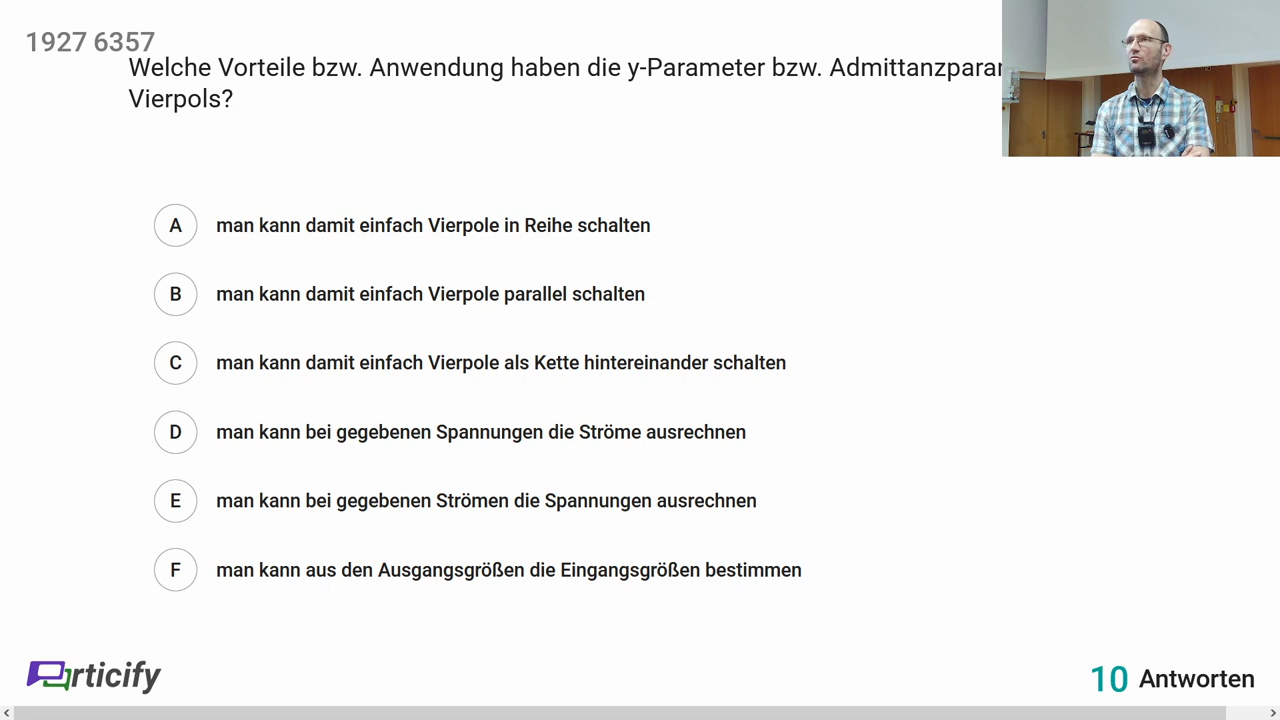 1927 6357
Welche Vorteile bzw. Anwendung haben die y-Parameter bzw.
Vierpols?
A man kann damit einfach Vierpole in Reihe schalten
B man kann damit einfach Vierpole parallel schalten
C man kann damit einfach Vierpole als Kette hintereinander schalten
D man kann bei gegebenen Spannungen die Ströme ausrechnen
E man kann bei gegebenen Strömen die Spannungen ausrechnen
F man kann aus den Ausgangsgrößen die Eingangsgrößen bestimmen
articify
10 Antworten